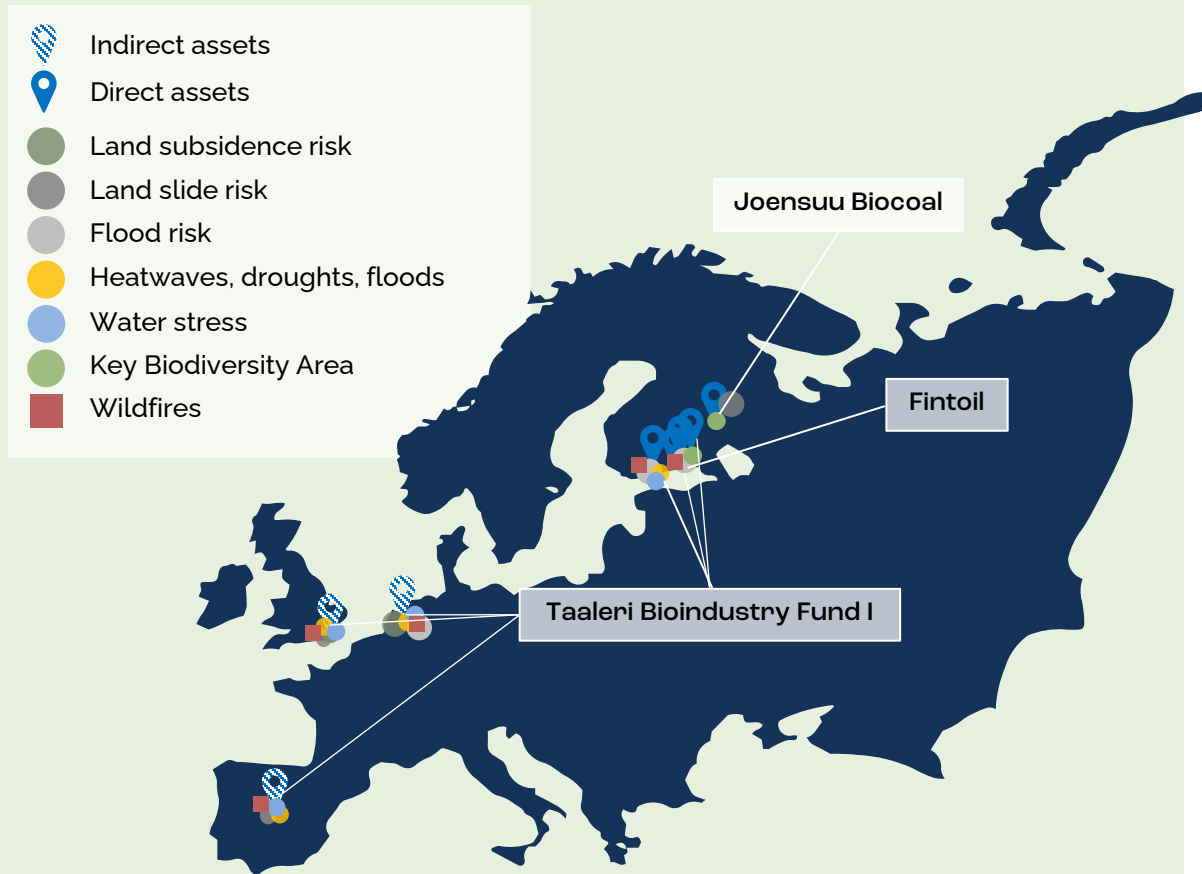 Indirect assets
Direct assets
Land subsidence risk
Land slide risk
Flood risk
Heatwaves, droughts, floods
Water stress
Key Biodiversity Area
Wildfires
Joensuu Biocoal
Fintoil
Taaleri Bioindustry Fund I